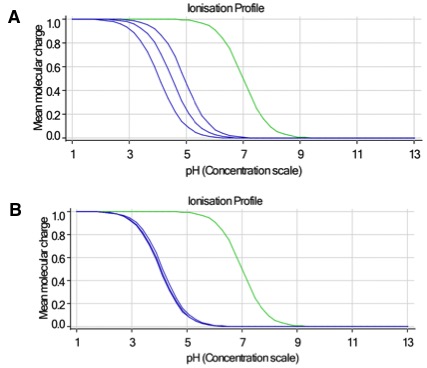 A
Ionisation Profile
Mean molecular charge
1.0
0.8
0.6
0.4
0.2
0.0
1 3 5 7 9 11 13
pH (Concentration scale)
B
Ionisation Profile
Mean molecular charge
1.0
0.8
0.6
0.4
0.2
0.0
1 3 5 7 9 11 13
pH (Concentration scale)